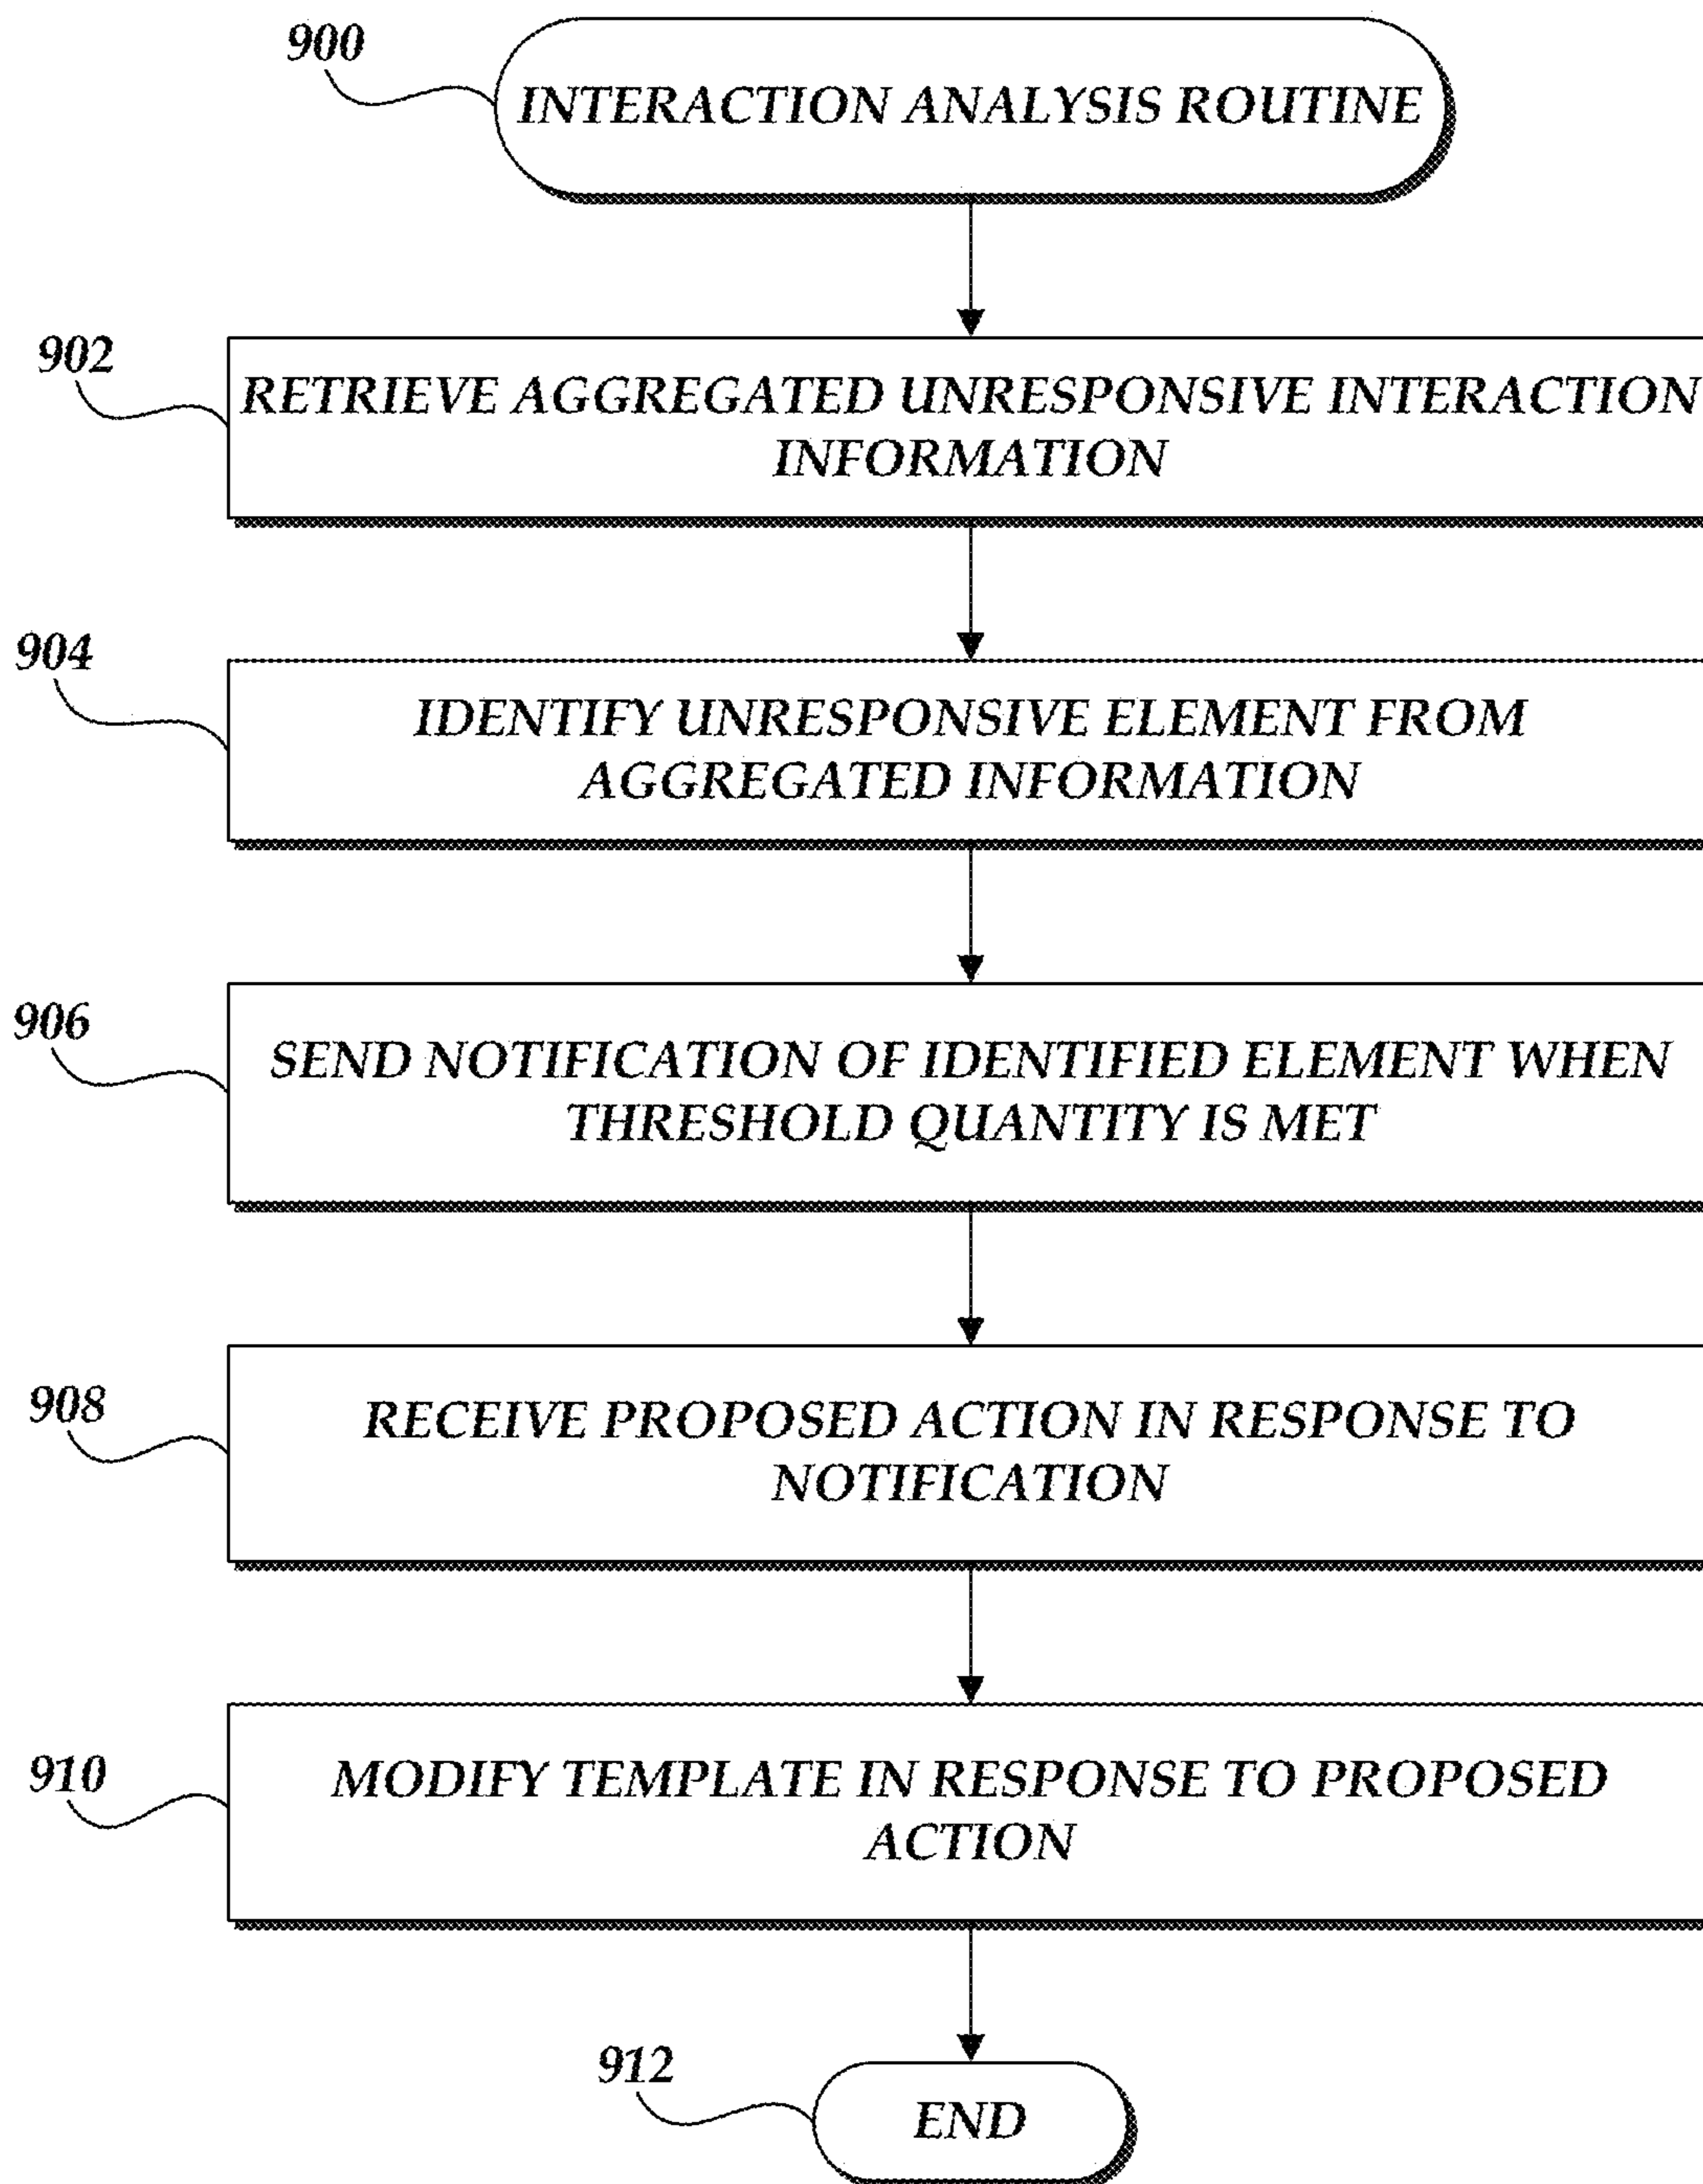 900
INTERACTION ANALYSIS ROUTINE
902
RETRIEVE AGGREGATED UNRESPONSIVE INTERACTION
INFORMATION
904
IDENTIFY UNRESPONSIVE ELEMENT FROM
AGGREGATED INFORMATION
906
SEND NOTIFICATION OF IDENTIFIED ELEMENT WHEN
THRESHOLD QUANTITY IS MET
908
RECEIVE PROPOSED ACTION IN RESPONSE TO
NOTIFICATION
910
MODIFY TEMPLATE IN RESPONSE TO PROPOSED
ACTION
912
END